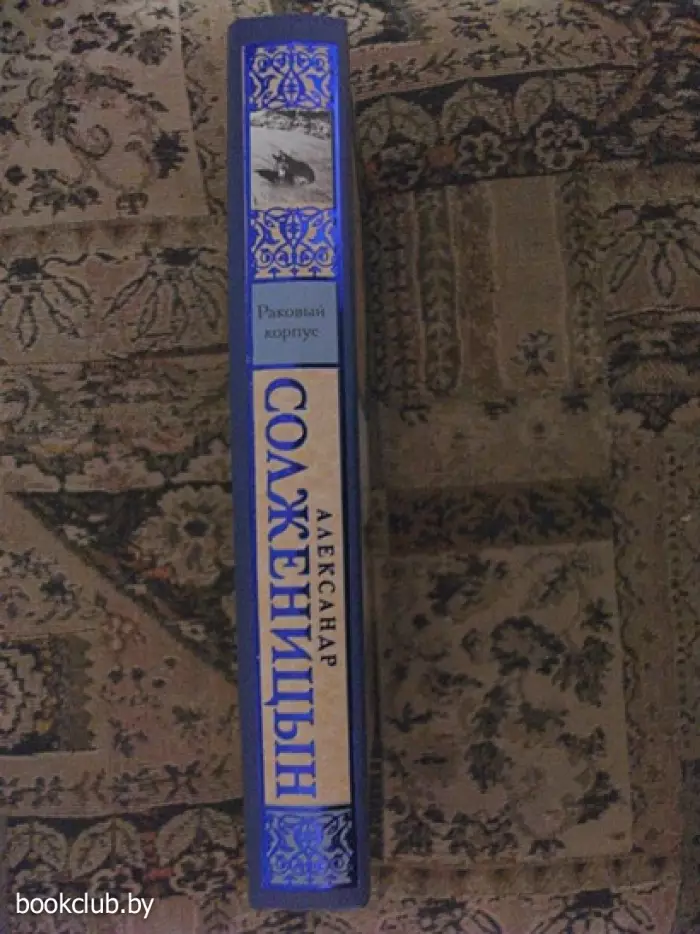 Раковый
корпус
АЛЕКСАНДР
СОЛЖЕНИЦЫН
bookclub.by